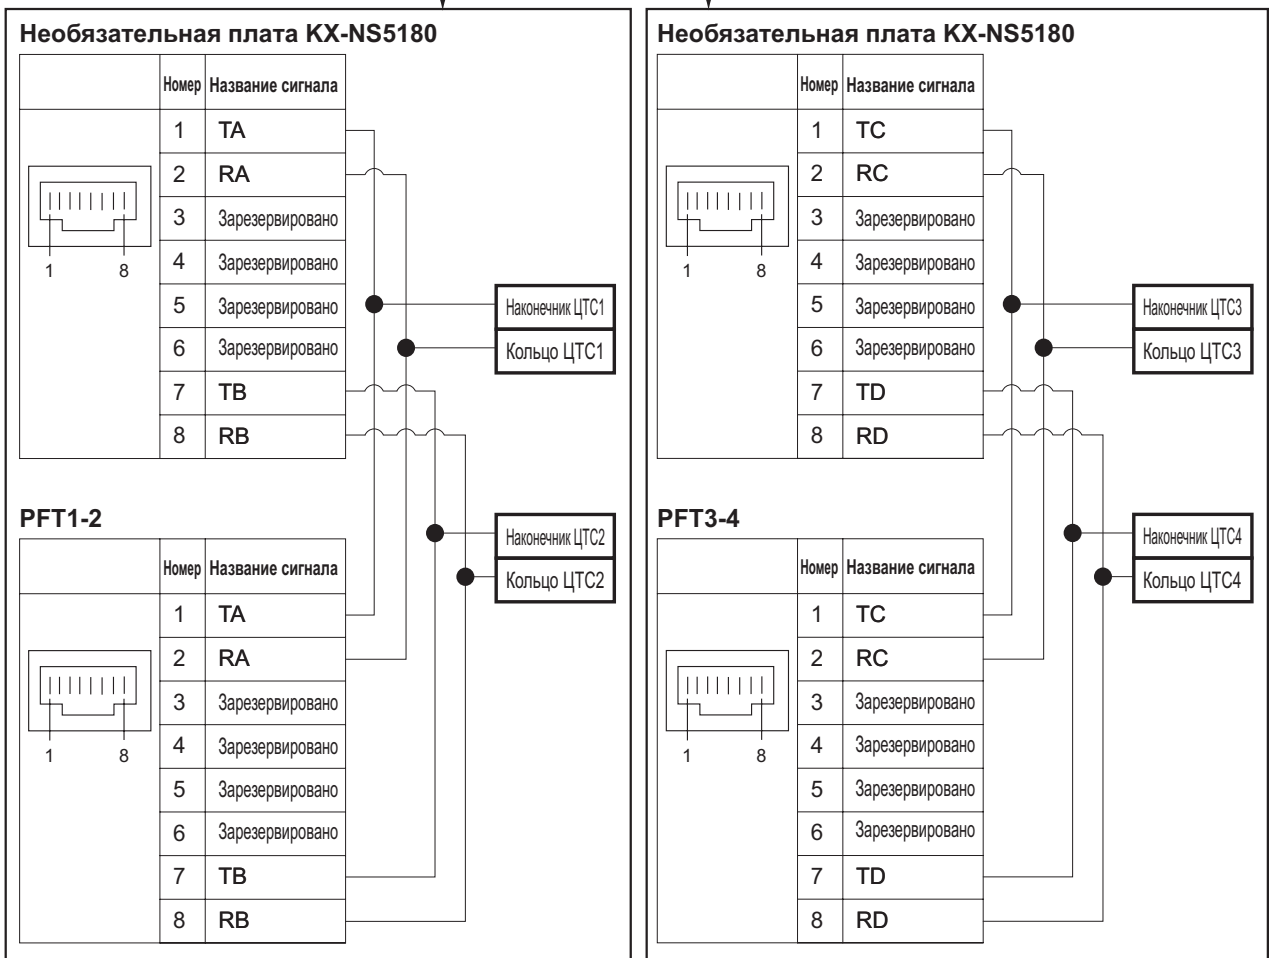 Необязательная плата KX-NS5180
Номер Название сигнала
1 TA
2 RA
3 Зарезервировано
4 Зарезервировано
5 Зарезервировано
6 Зарезервировано
7 TB
8 RB
1 8
Наконечник ЦТС1
Кольцо ЦТС1
PFT1-2
Номер Название сигнала
1 TA
2 RA
3 Зарезервировано
4 Зарезервировано
5 Зарезервировано
6 Зарезервировано
7 TB
8 RB
1 8
Наконечник ЦТС2
Кольцо ЦТС2
Необязательная плата KX-NS5180
Номер Название сигнала
1 TC
2 RC
3 Зарезервировано
4 Зарезервировано
5 Зарезервировано
6 Зарезервировано
7 TD
8 RD
1 8
Наконечник ЦТС3
Кольцо ЦТС3
PFT3-4
Номер Название сигнала
1 TC
2 RC
3 Зарезервировано
4 Зарезервировано
5 Зарезервировано
6 Зарезервировано
7 TD
8 RD
1 8
Наконечник ЦТС4
Кольцо ЦТС4